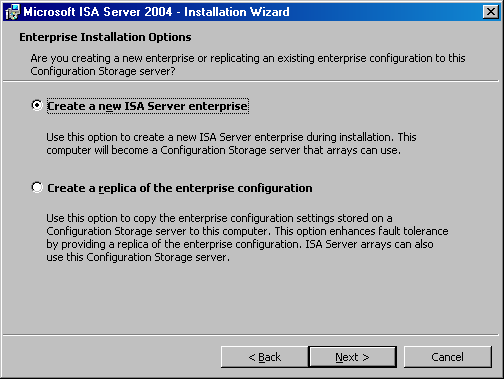 Microsoft ISA Server 2004 - Installation Wizard
Enterprise Installation Options
Are you creating a new enterprise or replicating an existing enterprise configuration to this
Configuration Storage server?
Create a new ISA Server enterprise
Use this option to create a new ISA Server enterprise during installation. This
computer will become a Configuration Storage server that arrays can use.
Create a replica of the enterprise configuration
Use this option to copy the enterprise configuration settings stored on a
Configuration Storage server to this computer. This option enhances fault tolerance
by providing a replica of the enterprise configuration. ISA Server arrays can also
use this Configuration Storage server.
< Back Next > Cancel